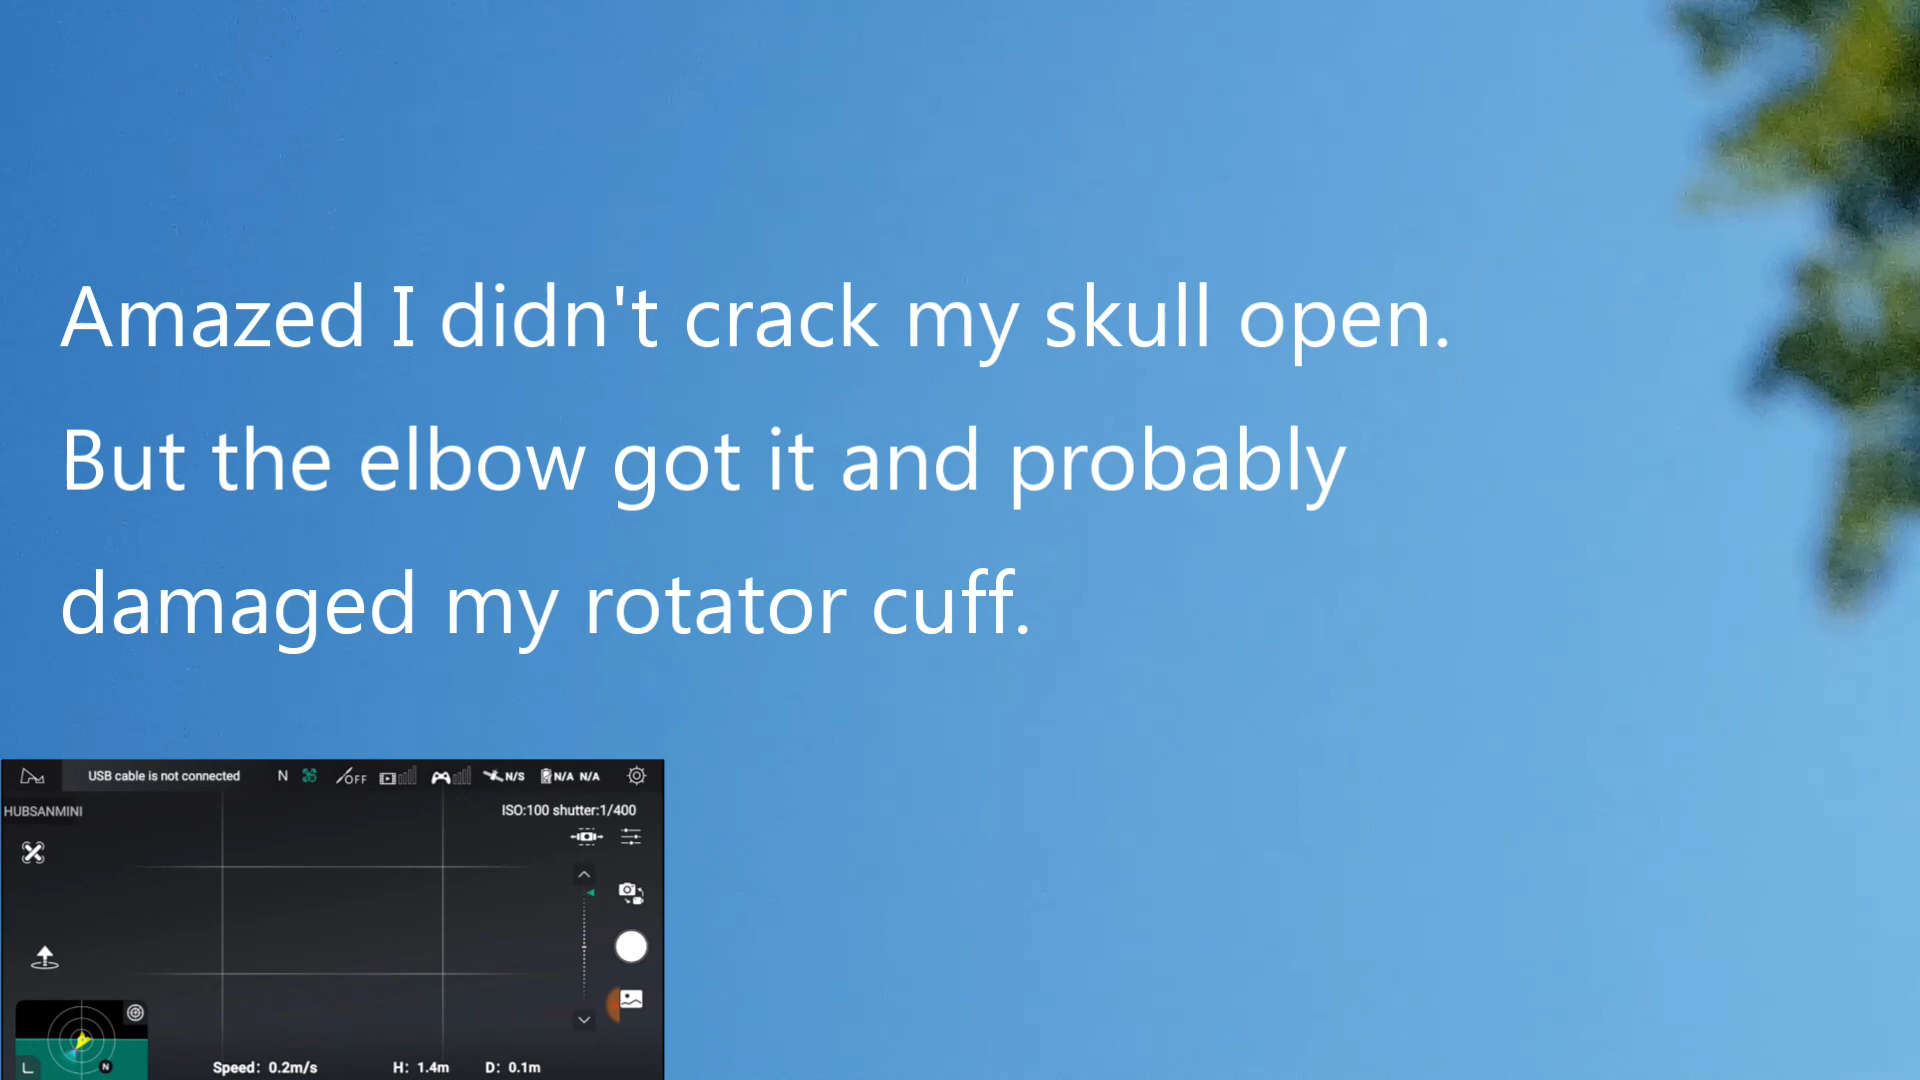 Amazed I didn't crack my skull open.
But the elbow got it and probably
damaged my rotator cuff.
USB cable is not connected N OFF N/S N/A N/A
HUBSANMINI
ISO:100 shutter:1/400
N
L
Speed: 0.2m/s H: 1.4m D: 0.1m